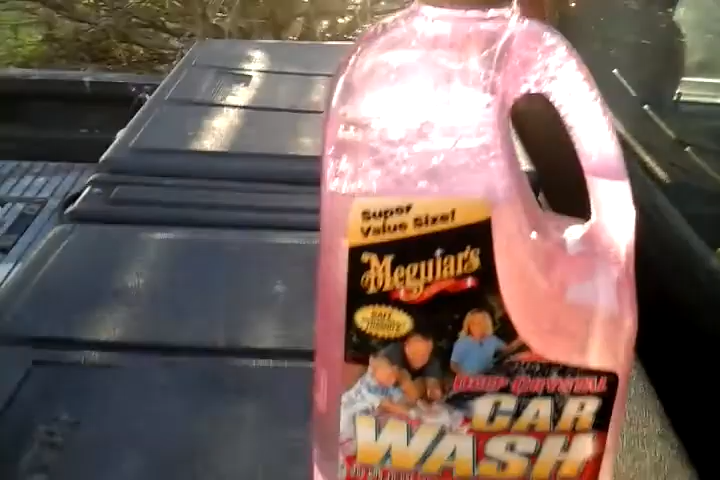 Super
Value Size!
Meguiar's
DEEP CRYSTAL
CAR
WASH